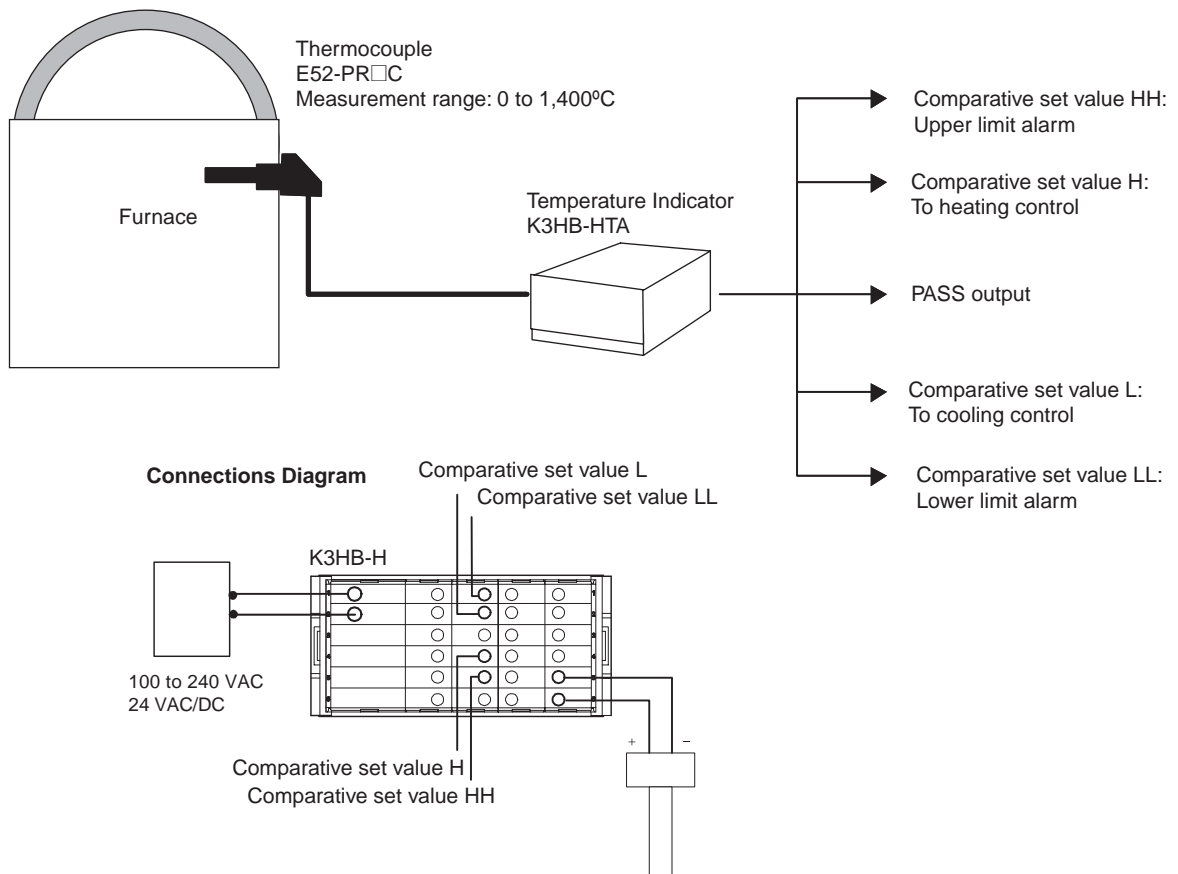 Thermocouple
E52-PR□C
Measurement range: 0 to 1,400ºC
Furnace
Temperature Indicator
K3HB-HTA
Comparative set value HH:
Upper limit alarm
Comparative set value H:
To heating control
PASS output
Comparative set value L:
To cooling control
Comparative set value LL:
Lower limit alarm
Connections Diagram
Comparative set value L
Comparative set value LL
K3HB-H
100 to 240 VAC
24 VAC/DC
Comparative set value H
Comparative set value HH
+ −